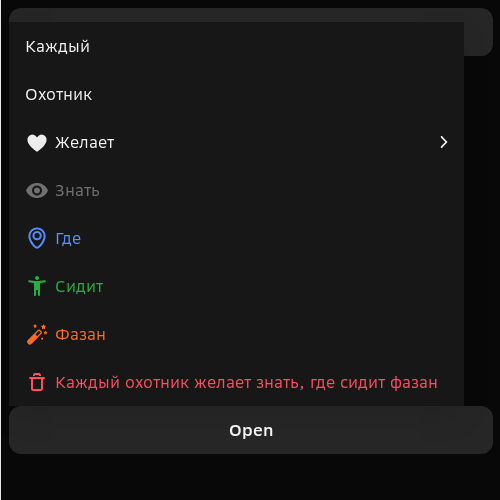 Каждый
Охотник
Желает
Знать
Где
Сидит
Фазан
Каждый охотник желает знать, где сидит фазан
Open